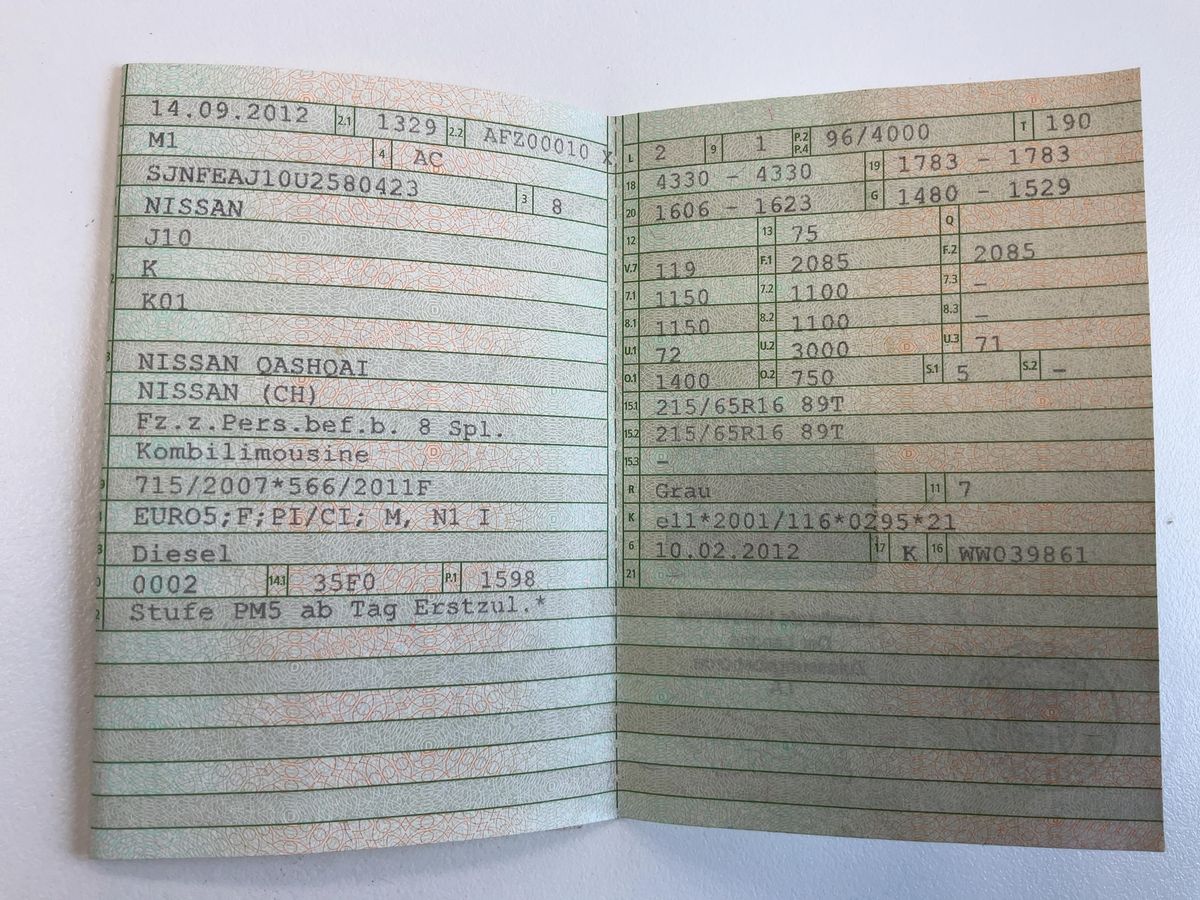 14.09.2012 2.1 1329 2.2 AFZ00010 X
M1 4 AC
SJNFEAJ10U2580423 3 8
NISSAN
J10
K
K01
NISSAN QASHQAI
NISSAN (CH)
Fz.z.Pers.bef.b. 8 Spl.
Kombilimousine
715/2007*566/2011F
EURO5;F;PI/CI; M, N1 I
Diesel
0002 14.1 35F0 P.1 1598
Stufe PM5 ab Tag Erstzul.*
L 2 9 1 P.2 P.4 96/4000 T 190
18 4330 - 4330 19 1783 - 1783
20 1606 - 1623 G 1480 - 1529
12 13 75 Q
V.7 119 F.1 2085 F.2 2085
7.1 1150 7.2 1100 7.3 -
8.1 1150 8.2 1100 8.3 -
U.1 72 U.2 3000 U.3 71
O.1 1400 O.2 750 S.1 5 S.2 -
15.1 215/65R16 89T
15.2 215/65R16 89T
15.3 -
R Grau 11 7
K e11*2001/116*0295*21
6 10.02.2012 17 K 16 WW039861
21 -